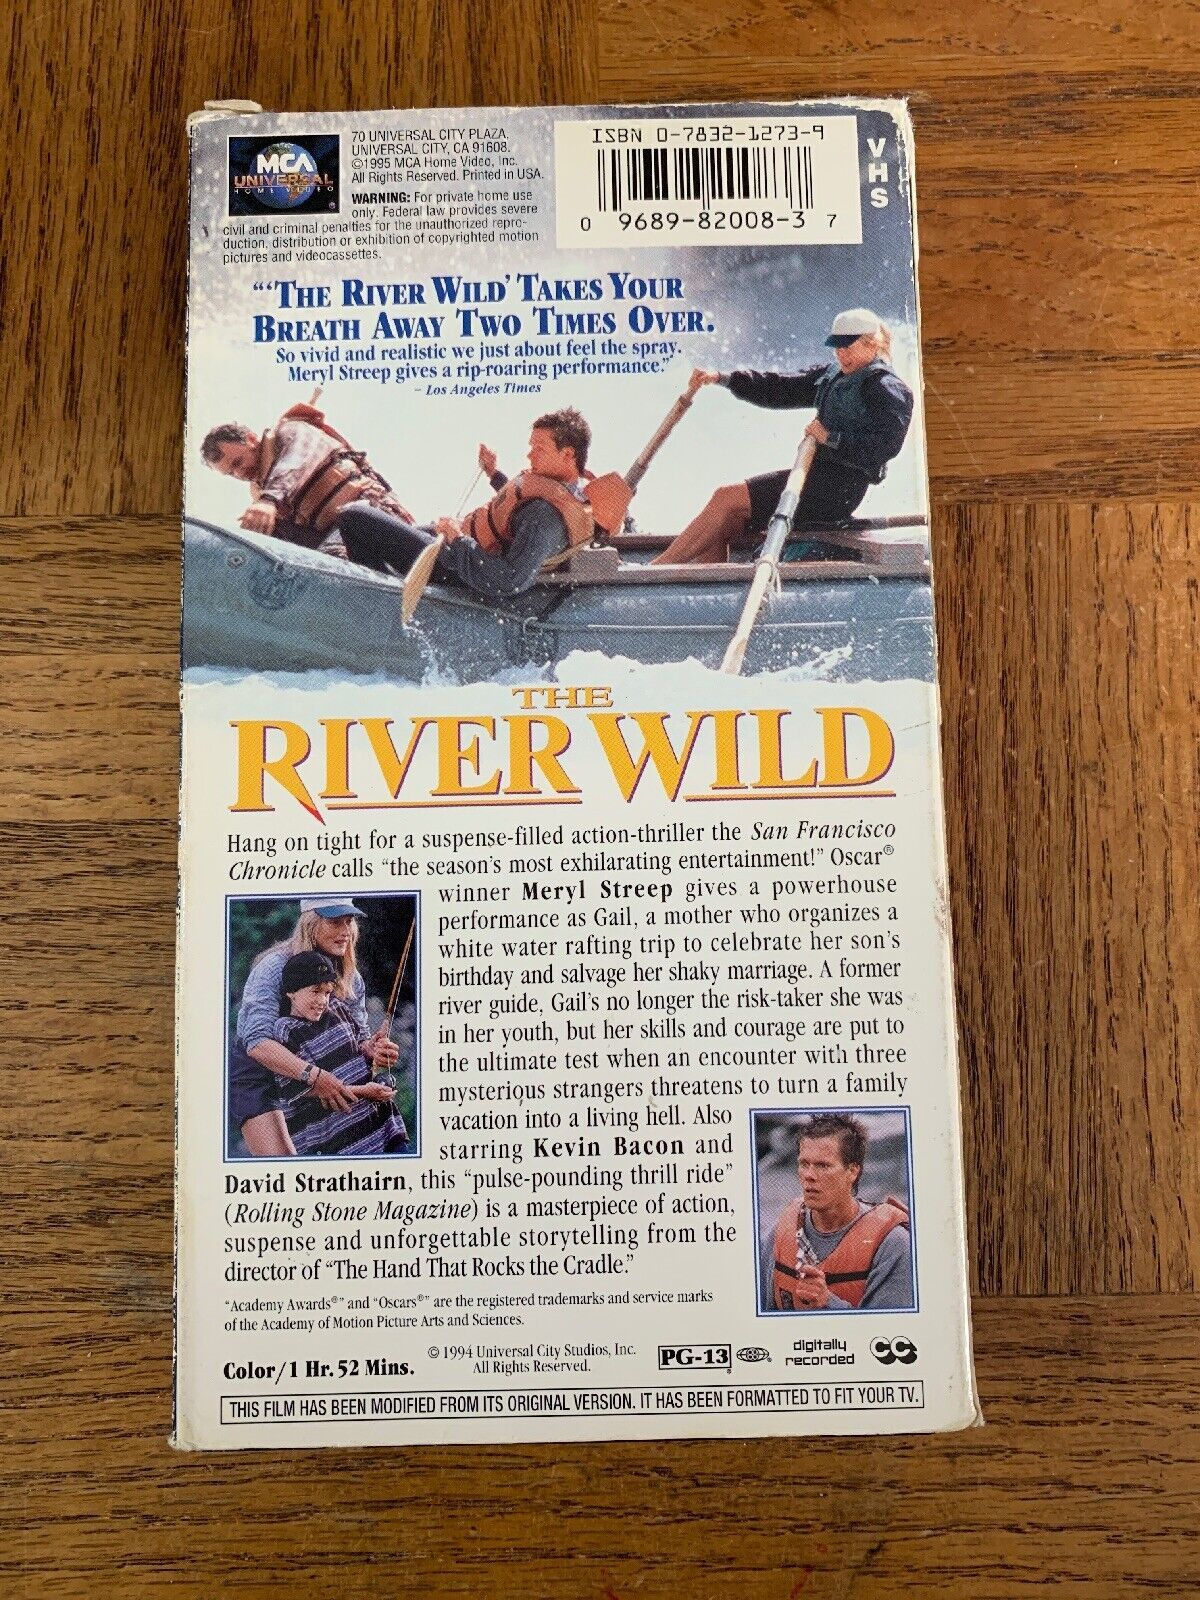 MCA
UNIVERSAL
HOME VIDEO
70 UNIVERSAL CITY PLAZA,
UNIVERSAL CITY, CA 91608.
©1995 MCA Home Video, Inc.
All Rights Reserved. Printed in USA.
WARNING: For private home use
only. Federal law provides severe
civil and criminal penalties for the unauthorized repro-
duction, distribution or exhibition of copyrighted motion
pictures and videocassettes.
ISBN 0-7832-1273-9
0 9689-82008-3 7
VHS
"'THE RIVER WILD' TAKES YOUR
BREATH AWAY TWO TIMES OVER.
So vivid and realistic we just about feel the spray.
Meryl Streep gives a rip-roaring performance."
– Los Angeles Times
THE
RIVER WILD
Hang on tight for a suspense-filled action-thriller the San Francisco
Chronicle calls "the season's most exhilarating entertainment!" Oscar®
winner Meryl Streep gives a powerhouse
performance as Gail, a mother who organizes a
white water rafting trip to celebrate her son's
birthday and salvage her shaky marriage. A former
river guide, Gail's no longer the risk-taker she was
in her youth, but her skills and courage are put to
the ultimate test when an encounter with three
mysterious strangers threatens to turn a family
vacation into a living hell. Also
starring Kevin Bacon and
David Strathairn, this "pulse-pounding thrill ride"
(Rolling Stone Magazine) is a masterpiece of action,
suspense and unforgettable storytelling from the
director of "The Hand That Rocks the Cradle."
"Academy Awards®" and "Oscars®" are the registered trademarks and service marks
of the Academy of Motion Picture Arts and Sciences.
Color/1 Hr. 52 Mins.
© 1994 Universal City Studios, Inc.
All Rights Reserved.
PG-13
digitally
recorded
CC
THIS FILM HAS BEEN MODIFIED FROM ITS ORIGINAL VERSION. IT HAS BEEN FORMATTED TO FIT YOUR TV.